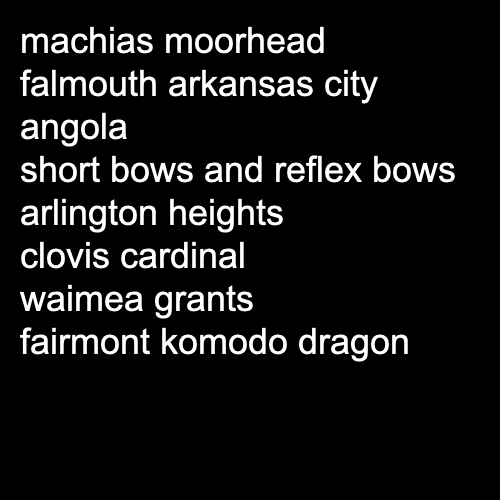 machias moorhead
falmouth arkansas city
angola
short bows and reflex bows
arlington heights
clovis cardinal
waimea grants
fairmont komodo dragon